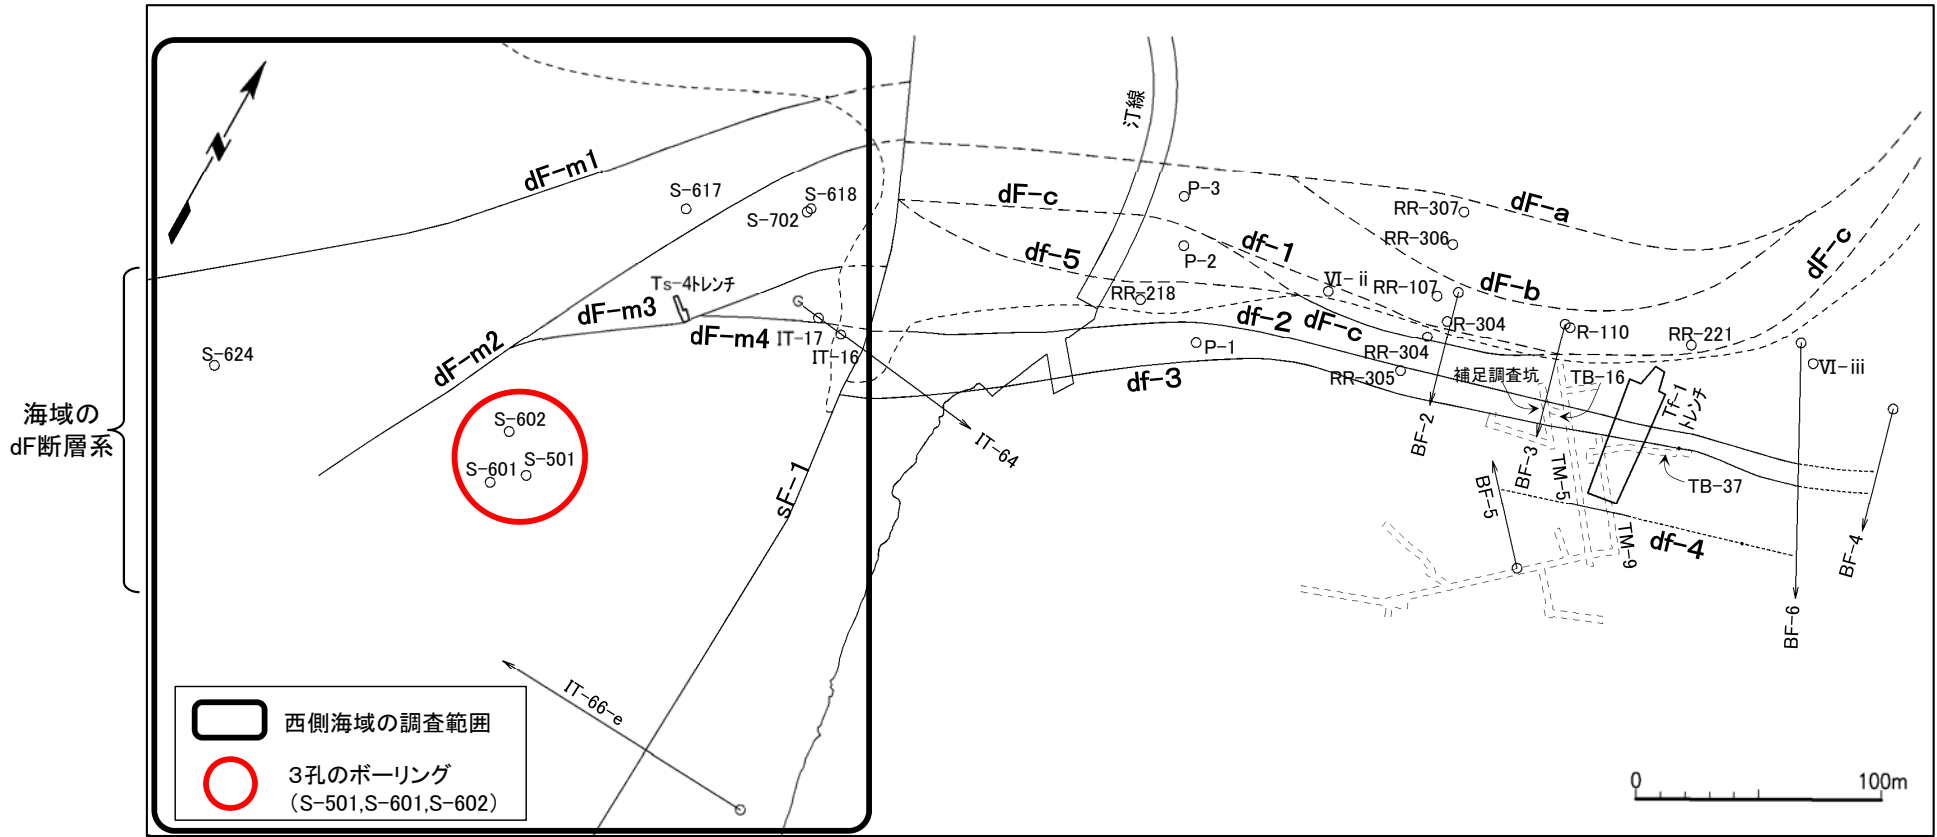 海域の
dF断層系
dF-m1
S-617
S-618
S-702
Ts-4トレンチ
dF-m3
dF-m4
dF-m2
S-624
IT-17
IT-16
IT-64
S-602
S-601
S-501
sF-1
IT-66-e
汀線
dF-c
df-5
P-3
P-2
df-1
RR-218
P-1
df-2
dF-c
df-3
RR-307
RR-306
dF-a
dF-b
dF-c
VI-ii
RR-107
R-304
RR-304
RR-305
R-110
RR-221
VI-iii
補足調査坑
TB-16
Tf-1
トレンチ
BF-2
BF-3
TM-5
TB-37
BF-5
TM-9
df-4
BF-6
BF-4
西側海域の調査範囲
3孔のボーリング
(S-501,S-601,S-602)
0
100m
N